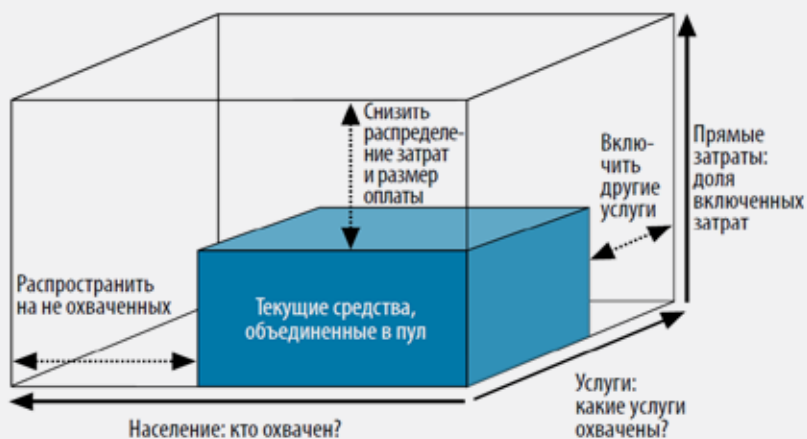 Снизить
распределе-
ние затрат
и размер
оплаты
Вклю-
чить
другие
услуги
Прямые
затраты:
доля
включенных
затрат
Распространить
на не охваченных
Текущие средства,
объединенные в пул
Услуги:
какие услуги
охвачены?
Население: кто охвачен?